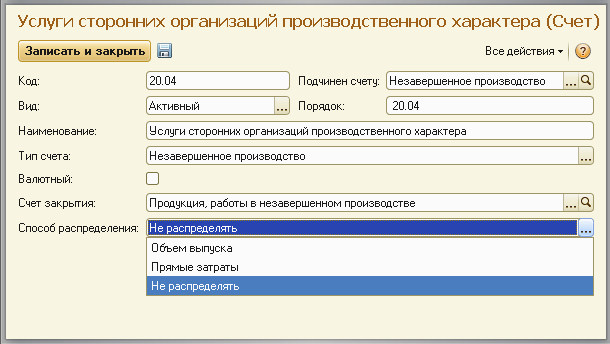 Услуги сторонних организаций производственного характера (Счет)
Записать и закрыть Все действия ?
Код: 20.04 Подчинен счету: Незавершенное производство ...
Вид: Активный ... Порядок: 20.04
Наименование: Услуги сторонних организаций производственного характера
Тип счета: Незавершенное производство ...
Валютный:
Счет закрытия: Продукция, работы в незавершенном производстве ...
Способ распределения: Не распределять ...
Объем выпуска
Прямые затраты
Не распределять